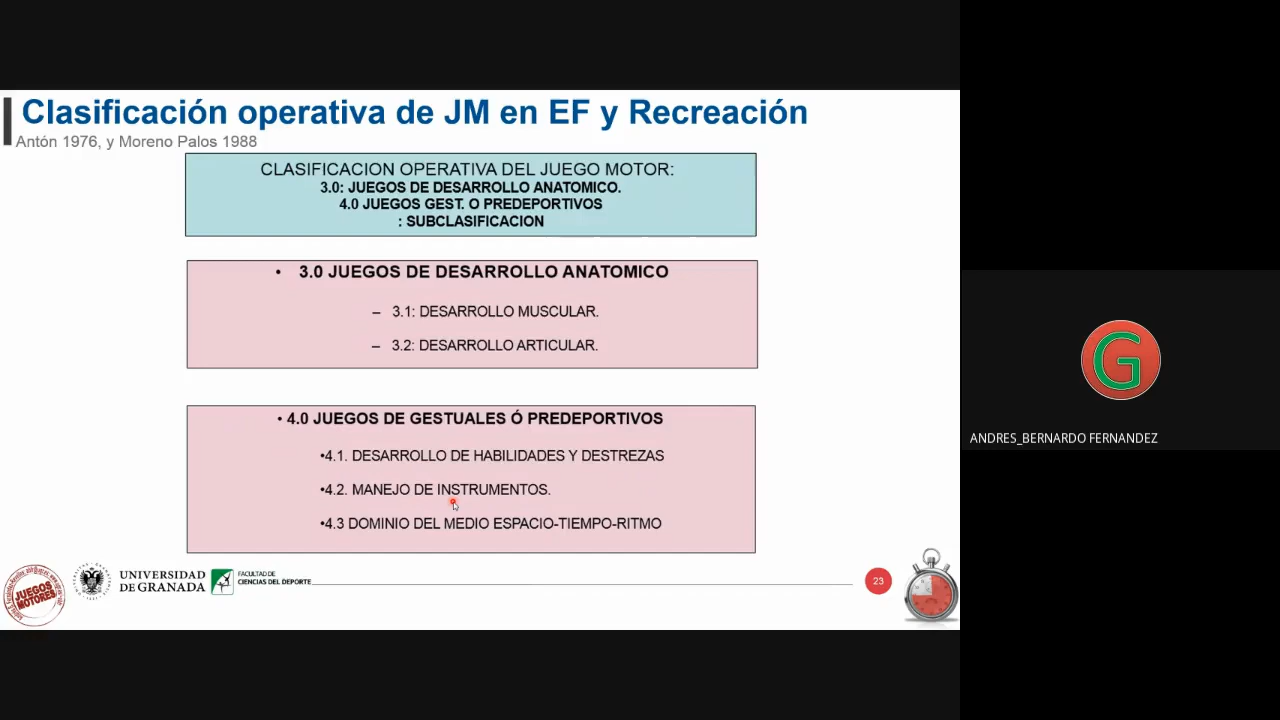 Clasificación operativa de JM en EF y Recreación
Antón 1976, y Moreno Palos 1988
CLASIFICACION OPERATIVA DEL JUEGO MOTOR:
3.0: JUEGOS DE DESARROLLO ANATOMICO.
4.0 JUEGOS GEST. O PREDEPORTIVOS
: SUBCLASIFICACION
• 3.0 JUEGOS DE DESARROLLO ANATOMICO
– 3.1: DESARROLLO MUSCULAR.
– 3.2: DESARROLLO ARTICULAR.
• 4.0 JUEGOS DE GESTUALES Ó PREDEPORTIVOS
•4.1. DESARROLLO DE HABILIDADES Y DESTREZAS
•4.2. MANEJO DE INSTRUMENTOS.
•4.3 DOMINIO DEL MEDIO ESPACIO-TIEMPO-RITMO
JUEGOS
MOTORES
UNIVERSIDAD
DE GRANADA
FACULTAD DE
CIENCIAS DEL DEPORTE
23
G
ANDRES_BERNARDO FERNANDEZ